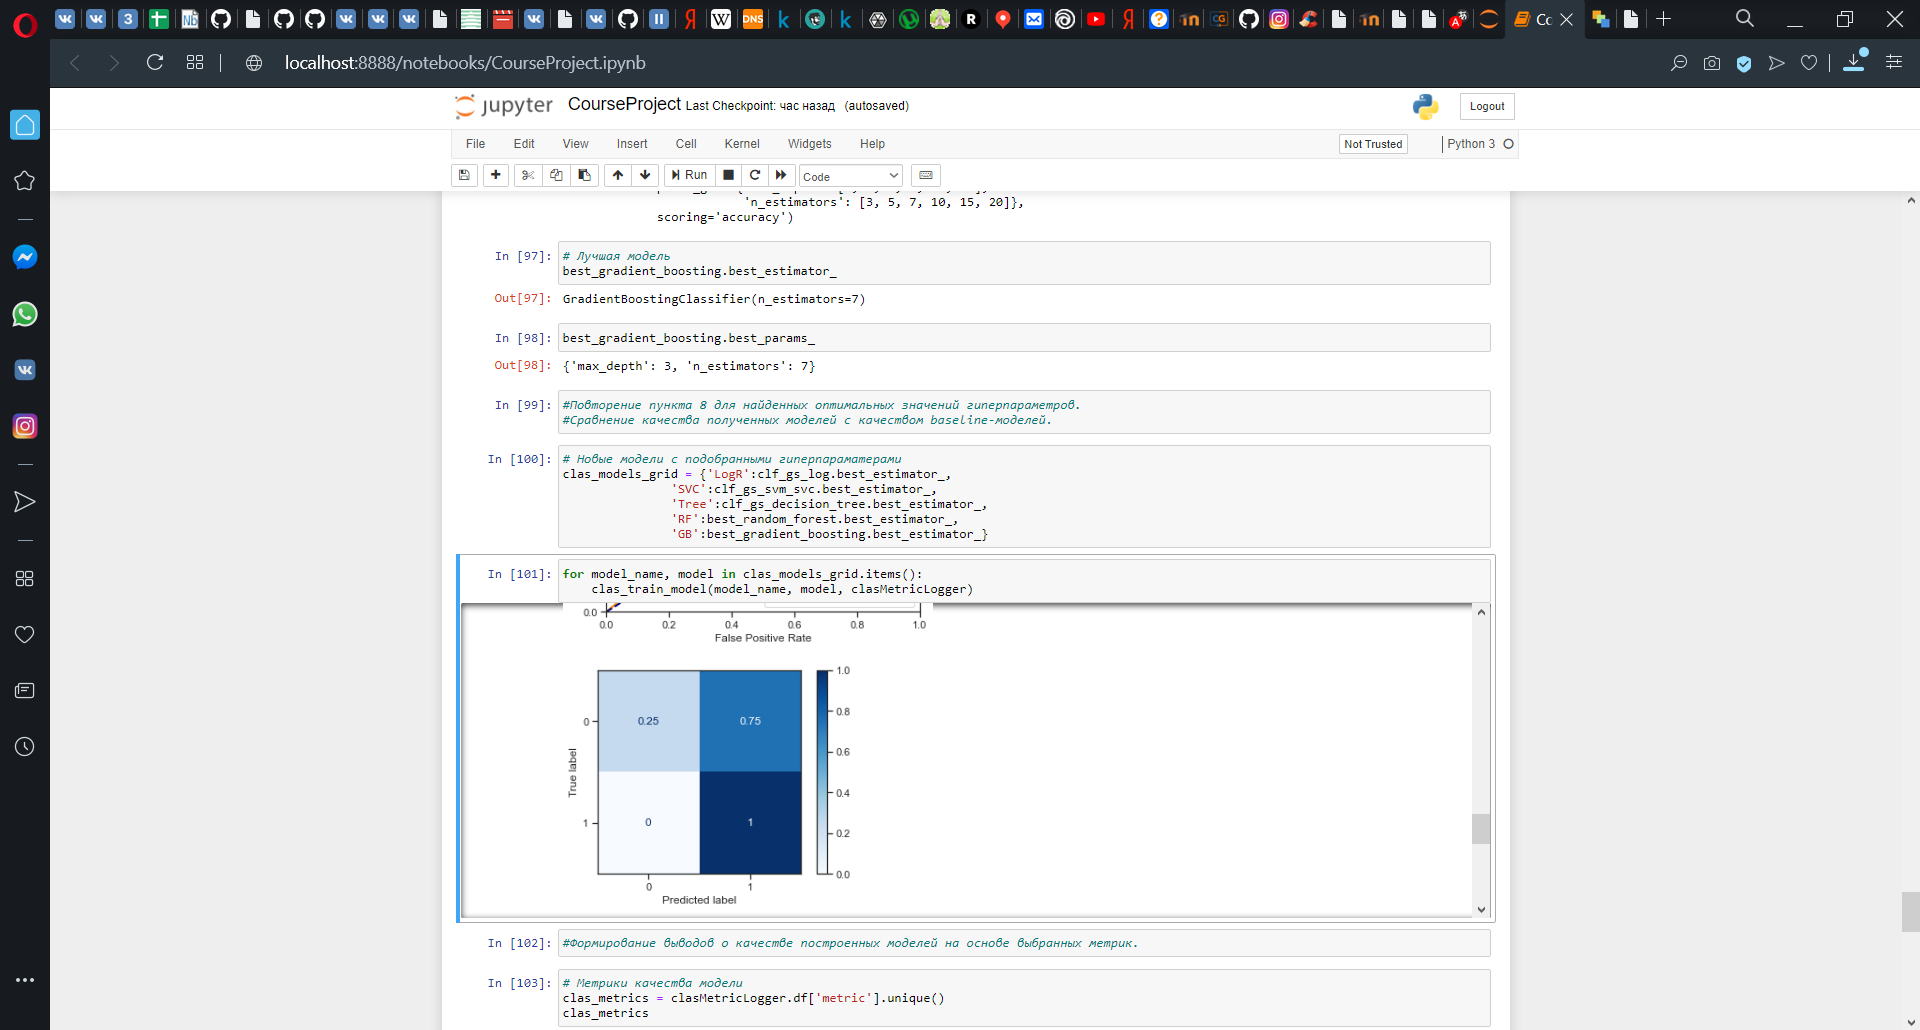 localhost:8888/notebooks/CourseProject.ipynb
Co
jupyter CourseProject Last Checkpoint: час назад (autosaved)
Logout
File Edit View Insert Cell Kernel Widgets Help
Not Trusted
Python 3
Run
Code
'n_estimators': [3, 5, 7, 10, 15, 20]},
scoring='accuracy')
In [97]: # Лучшая модель
best_gradient_boosting.best_estimator_
Out[97]: GradientBoostingClassifier(n_estimators=7)
In [98]: best_gradient_boosting.best_params_
Out[98]: {'max_depth': 3, 'n_estimators': 7}
In [99]: #Повторение пункта 8 для найденных оптимальных значений гиперпараметров.
#Сравнение качества полученных моделей с качеством baseline-моделей.
In [100]: # Новые модели с подобранными гиперпараматерами
clas_models_grid = {'LogR':clf_gs_log.best_estimator_,
'SVC':clf_gs_svm_svc.best_estimator_,
'Tree':clf_gs_decision_tree.best_estimator_,
'RF':best_random_forest.best_estimator_,
'GB':best_gradient_boosting.best_estimator_}
In [101]: for model_name, model in clas_models_grid.items():
clas_train_model(model_name, model, clasMetricLogger)
0.0
0.0 0.2 0.4 0.6 0.8 1.0
False Positive Rate
1.0
0.8
0.6
0.4
0.2
0.0
0 0.25 0.75
True label
1 0 1
0 1
Predicted label
In [102]: #Формирование выводов о качестве построенных моделей на основе выбранных метрик.
In [103]: # Метрики качества модели
clas_metrics = clasMetricLogger.df['metric'].unique()
clas_metrics